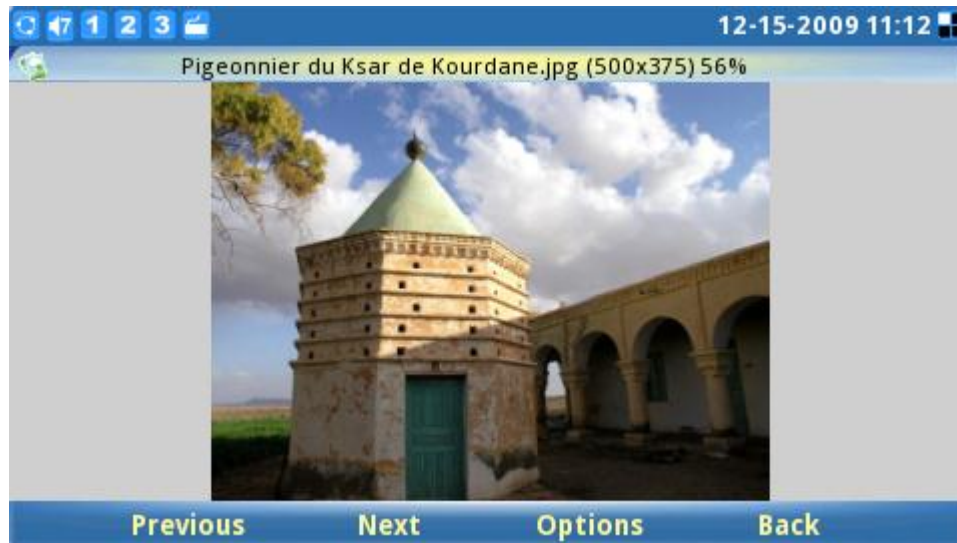 7 1 2 3 12-15-2009 11:12
Pigeonnier du Ksar de Kourdane.jpg (500x375) 56%
Previous Next Options Back